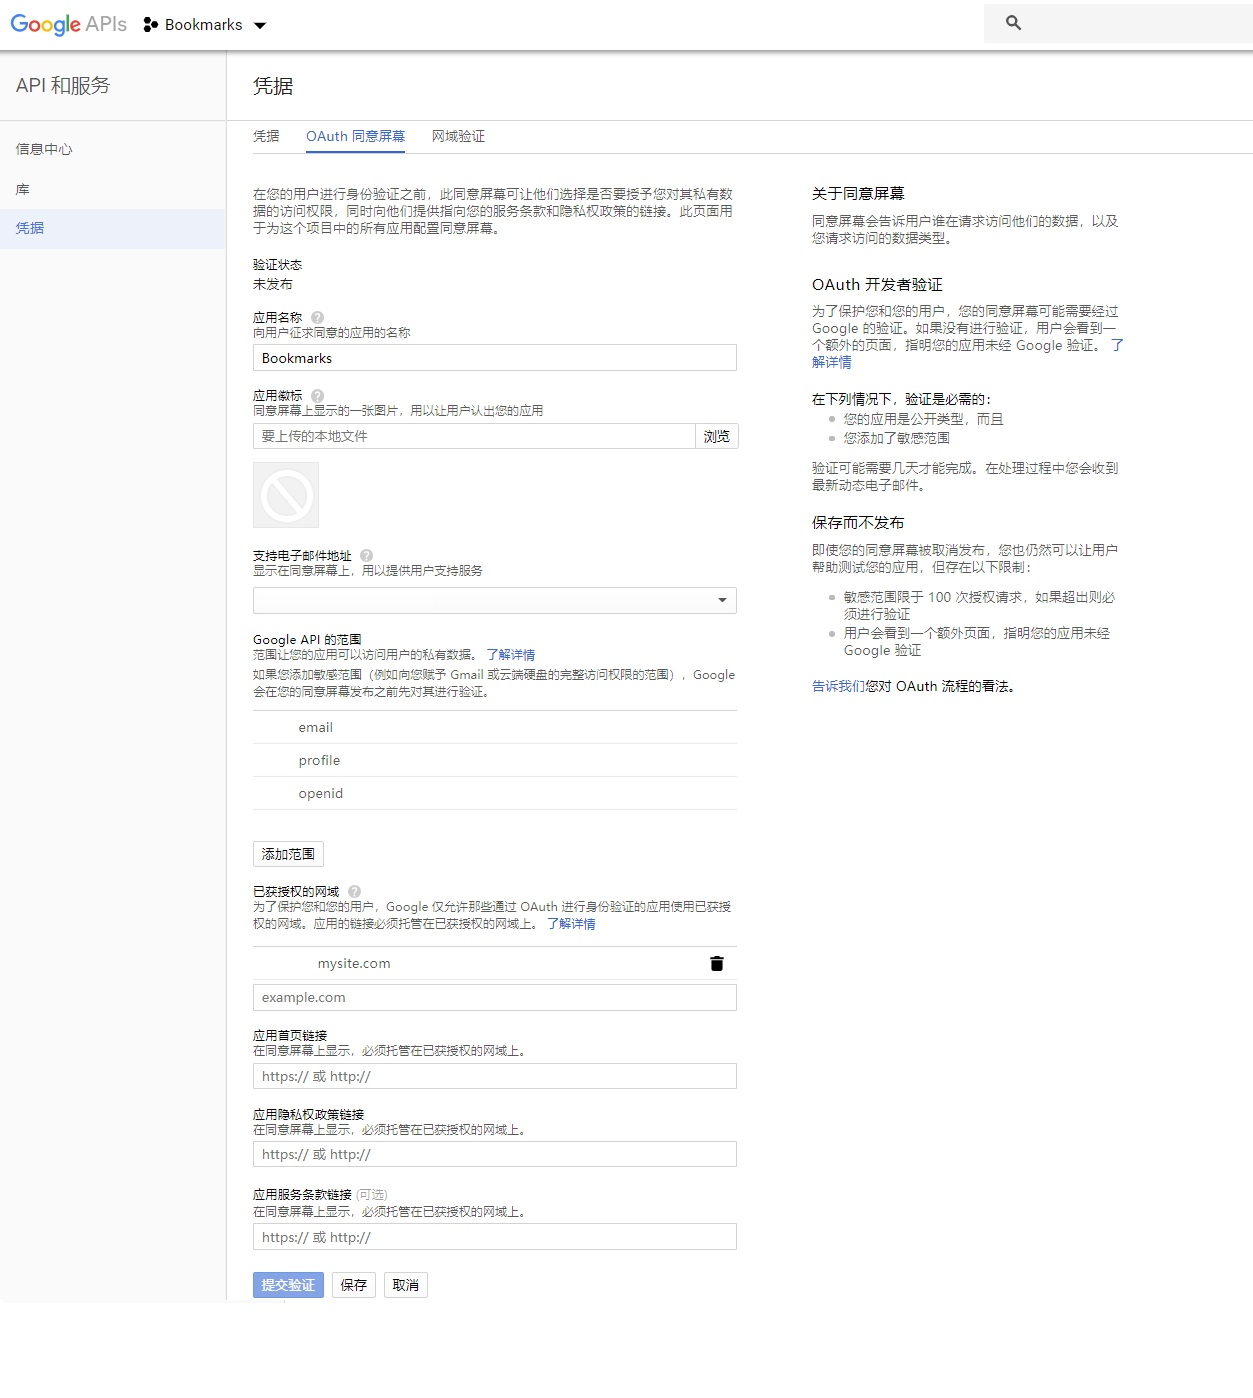 Google APIs
Bookmarks
API 和服务
凭据
信息中心
库
凭据
凭据
OAuth 同意屏幕
网域验证
在您的用户进行身份验证之前，此同意屏幕可让他们选择是否要授予您对其私有数
据的访问权限，同时向他们提供指向您的服务条款和隐私权政策的链接。此页面用
于为这个项目中的所有应用配置同意屏幕。
验证状态
未发布
应用名称
向用户征求同意的应用的名称
Bookmarks
应用徽标
同意屏幕上显示的一张图片，用以让用户认出您的应用
要上传的本地文件
浏览
支持电子邮件地址
显示在同意屏幕上，用以提供用户支持服务
Google API 的范围
范围让您的应用可以访问用户的私有数据。 了解详情
如果您添加敏感范围（例如向您赋予 Gmail 或云端硬盘的完整访问权限的范围），Google
会在您的同意屏幕发布之前先对其进行验证。
email
profile
openid
添加范围
已获授权的网域
为了保护您和您的用户，Google 仅允许那些通过 OAuth 进行身份验证的应用使用已获授
权的网域。应用的链接必须托管在已获授权的网域上。 了解详情
mysite.com
example.com
应用首页链接
在同意屏幕上显示，必须托管在已获授权的网域上。
https:// 或 http://
应用隐私权政策链接
在同意屏幕上显示，必须托管在已获授权的网域上。
https:// 或 http://
应用服务条款链接 (可选)
在同意屏幕上显示，必须托管在已获授权的网域上。
https:// 或 http://
提交验证
保存
取消
关于同意屏幕
同意屏幕会告诉用户谁在请求访问他们的数据，以及
您请求访问的数据类型。
OAuth 开发者验证
为了保护您和您的用户，您的同意屏幕可能需要经过
Google 的验证。如果没有进行验证，用户会看到一
个额外的页面，指明您的应用未经 Google 验证。 了
解详情
在下列情况下，验证是必需的：
您的应用是公开类型，而且
您添加了敏感范围
验证可能需要几天才能完成。在处理过程中您会收到
最新动态电子邮件。
保存而不发布
即使您的同意屏幕被取消发布，您也仍然可以让用户
帮助测试您的应用，但存在以下限制：
敏感范围限于 100 次授权请求，如果超出则必
须进行验证
用户会看到一个额外页面，指明您的应用未经
Google 验证
告诉我们您对 OAuth 流程的看法。